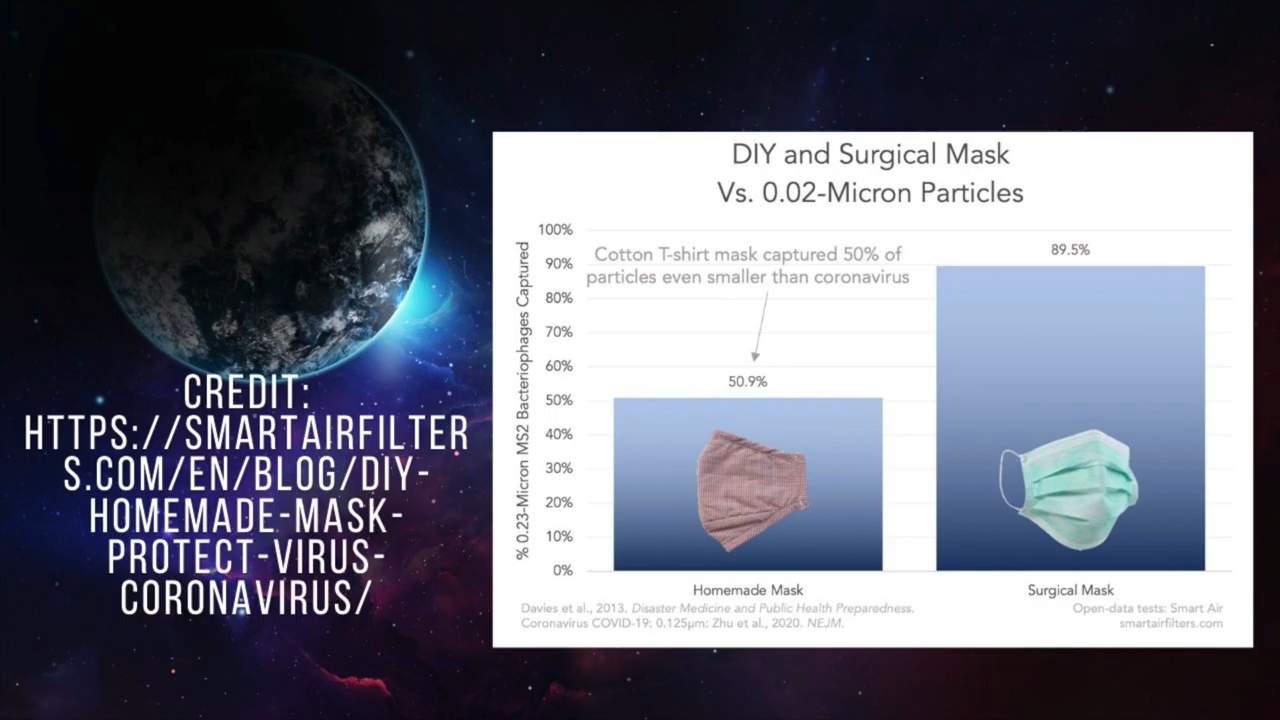 CREDIT:
HTTPS://SMARTAIRFILTER
S.COM/EN/BLOG/DIY-
HOMEMADE-MASK-
PROTECT-VIRUS-
CORONAVIRUS/
DIY and Surgical Mask
Vs. 0.02-Micron Particles
% 0.23-Micron MS2 Bacteriophages Captured
100%
90%
80%
70%
60%
50%
40%
30%
20%
10%
0%
Cotton T-shirt mask captured 50% of
particles even smaller than coronavirus
50.9%
89.5%
Homemade Mask
Surgical Mask
Davies et al., 2013. Disaster Medicine and Public Health Preparedness.
Coronavirus COVID-19: 0.125µm: Zhu et al., 2020. NEJM.
Open-data tests: Smart Air
smartairfilters.com